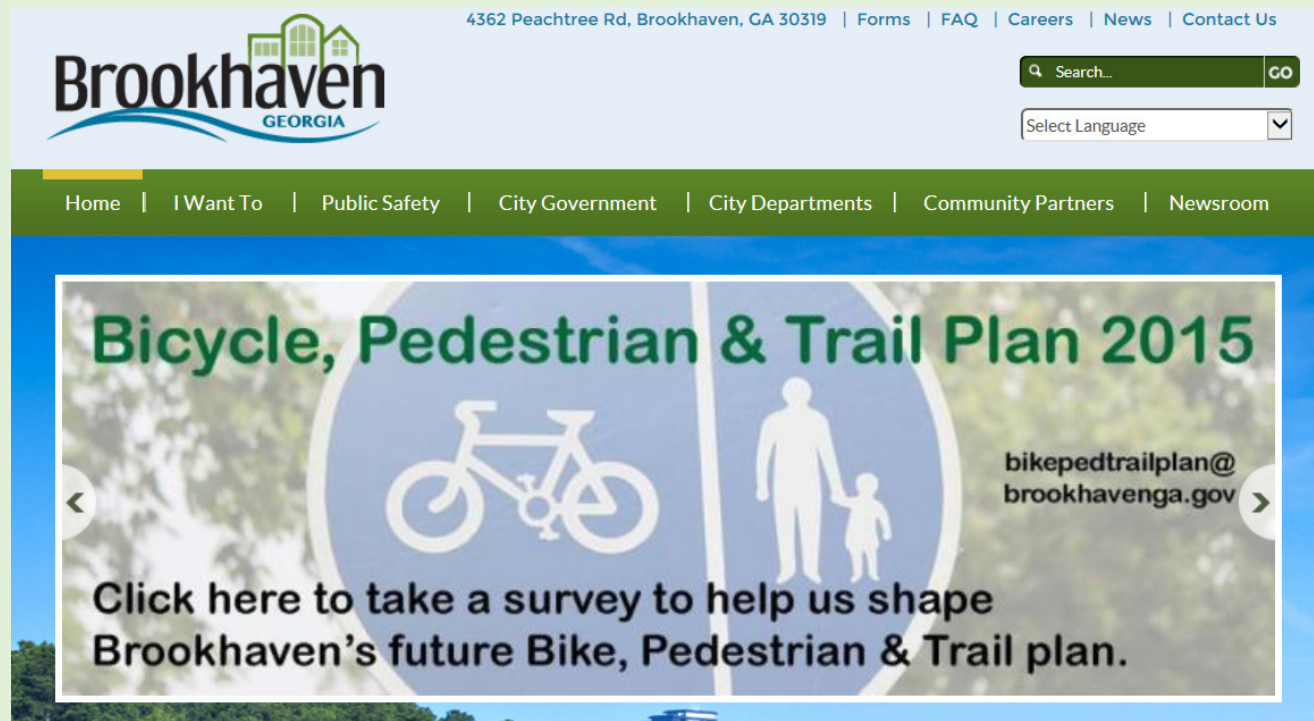 4362 Peachtree Rd, Brookhaven, GA 30319 | Forms | FAQ | Careers | News | Contact Us
Brookhaven
GEORGIA
Search...
GO
Select Language
Home | I Want To | Public Safety | City Government | City Departments | Community Partners | Newsroom
Bicycle, Pedestrian & Trail Plan 2015
bikepedtrailplan@
brookhavenga.gov
Click here to take a survey to help us shape
Brookhaven's future Bike, Pedestrian & Trail plan.